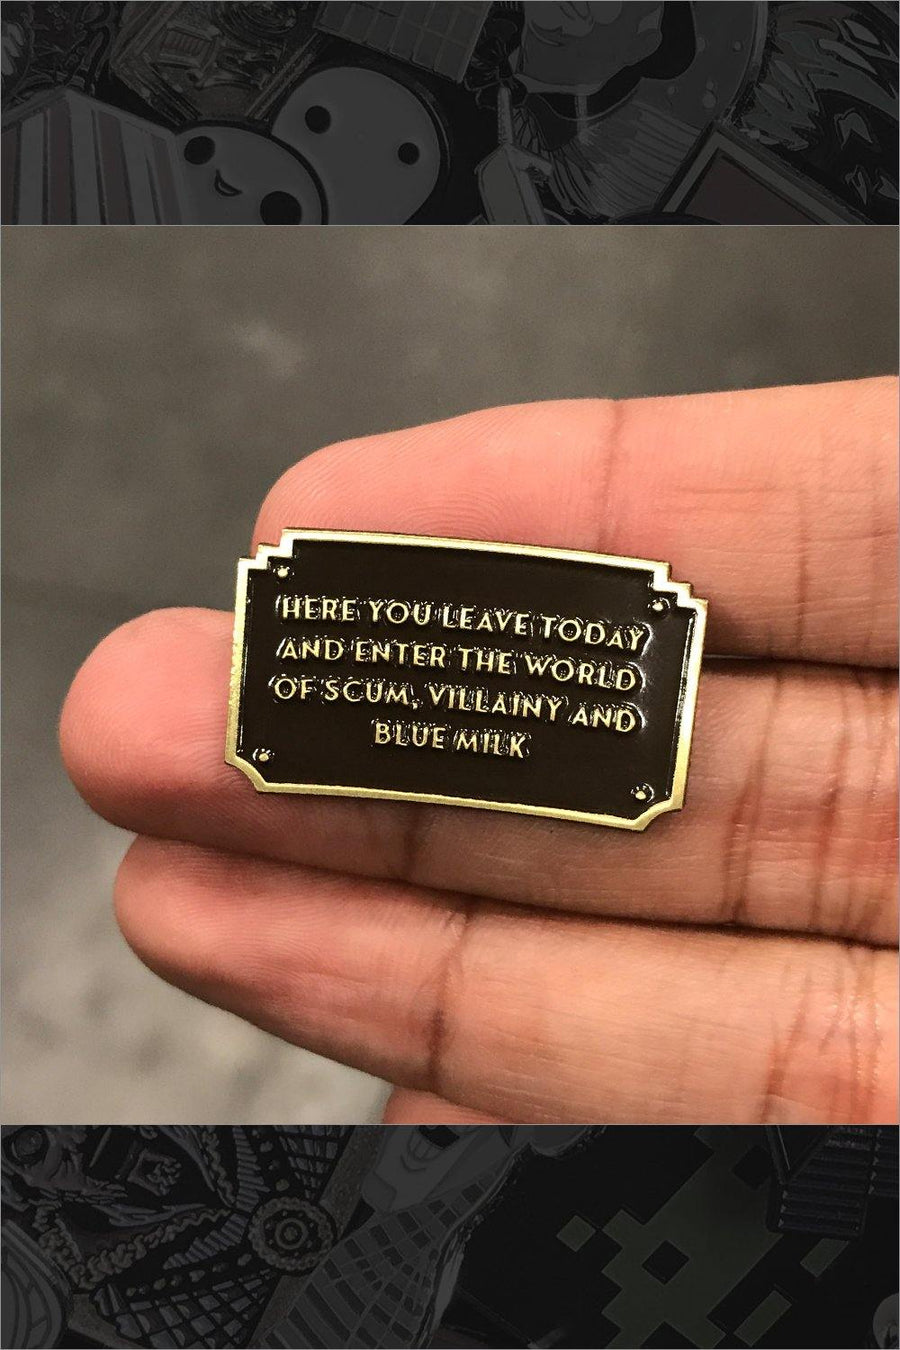 HERE YOU LEAVE TODAY
AND ENTER THE WORLD
OF SCUM, VILLAINY AND
BLUE MILK